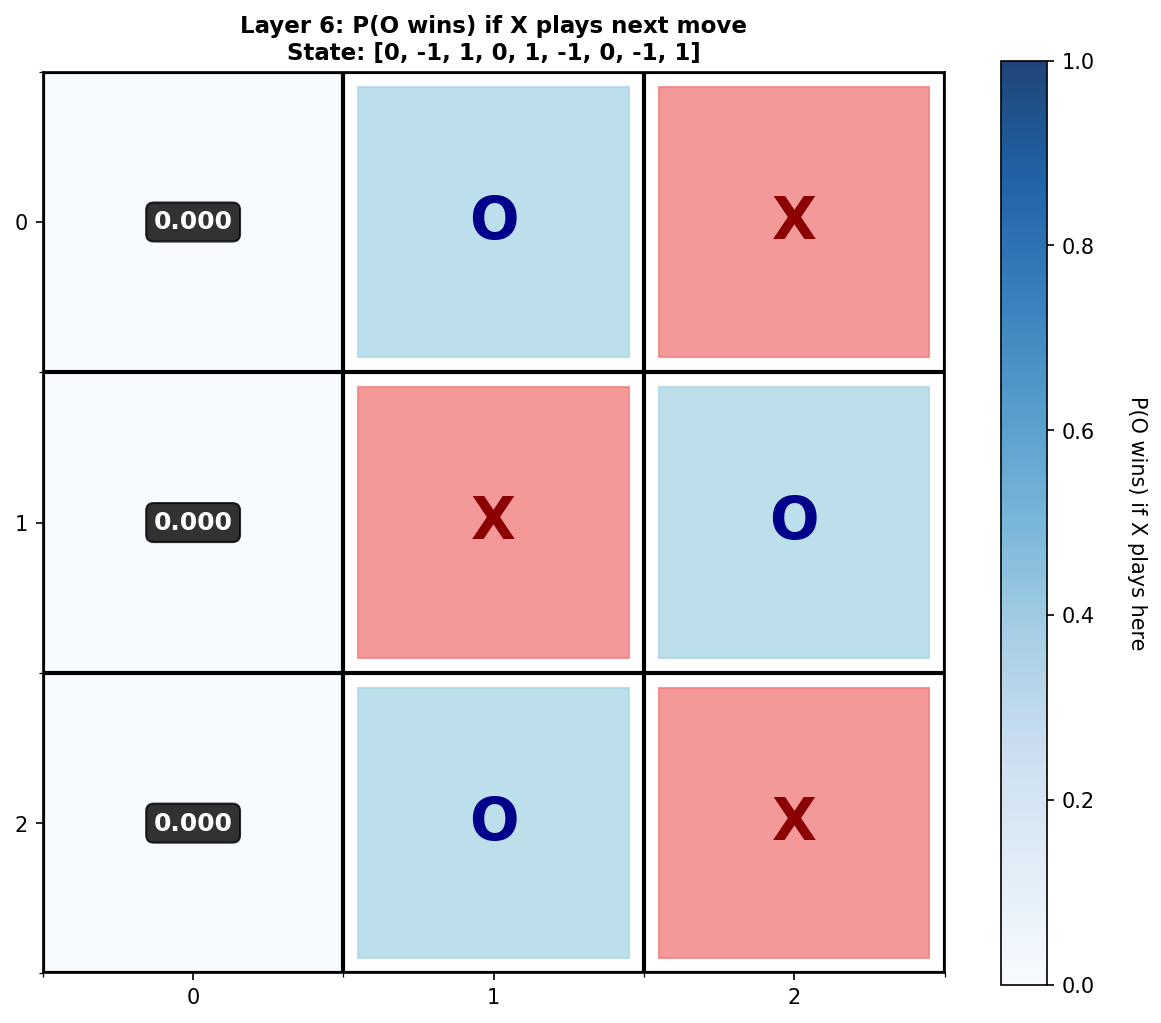 Layer 6: P(O wins) if X plays next move
State: [0, -1, 1, 0, 1, -1, 0, -1, 1]
0
0.000
O
X
1
0.000
X
O
2
0.000
O
X
0
1
2
1.0
0.8
0.6
0.4
0.2
0.0
P(O wins) if X plays here